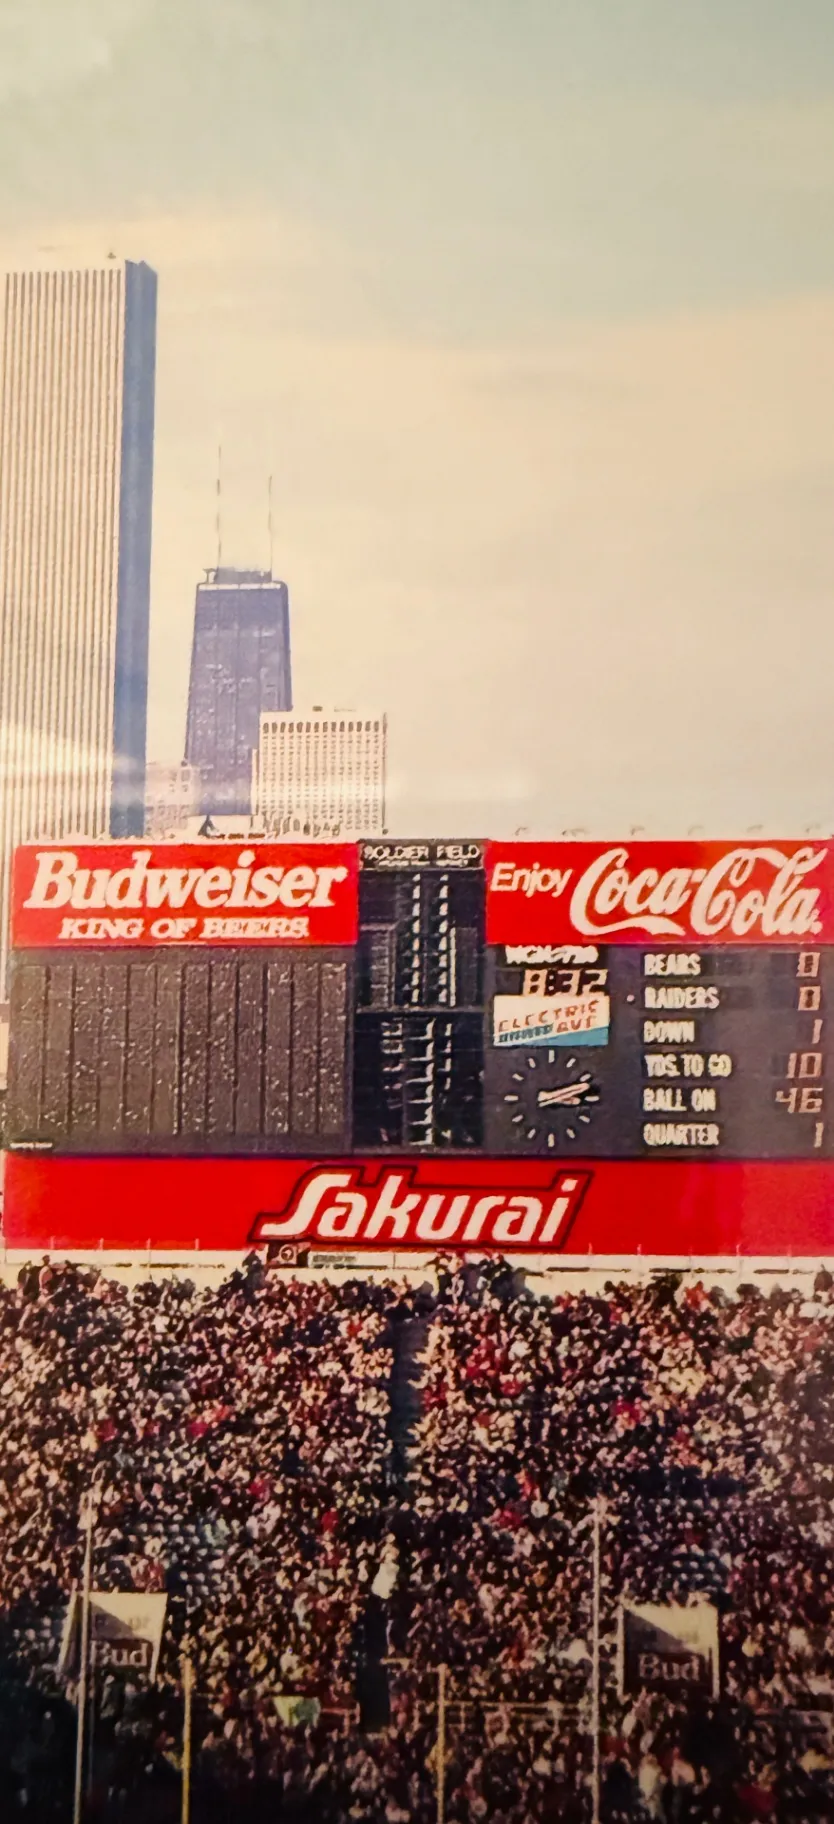 Budweiser
KING OF BEERS
SOLDIER FIELD
Enjoy Coca-Cola
8:32
ELECTRIC
AVE
BEARS 0
RAIDERS 0
DOWN 1
YDS. TO GO 10
BALL ON 46
QUARTER 1
Sakurai
Bud
Bud